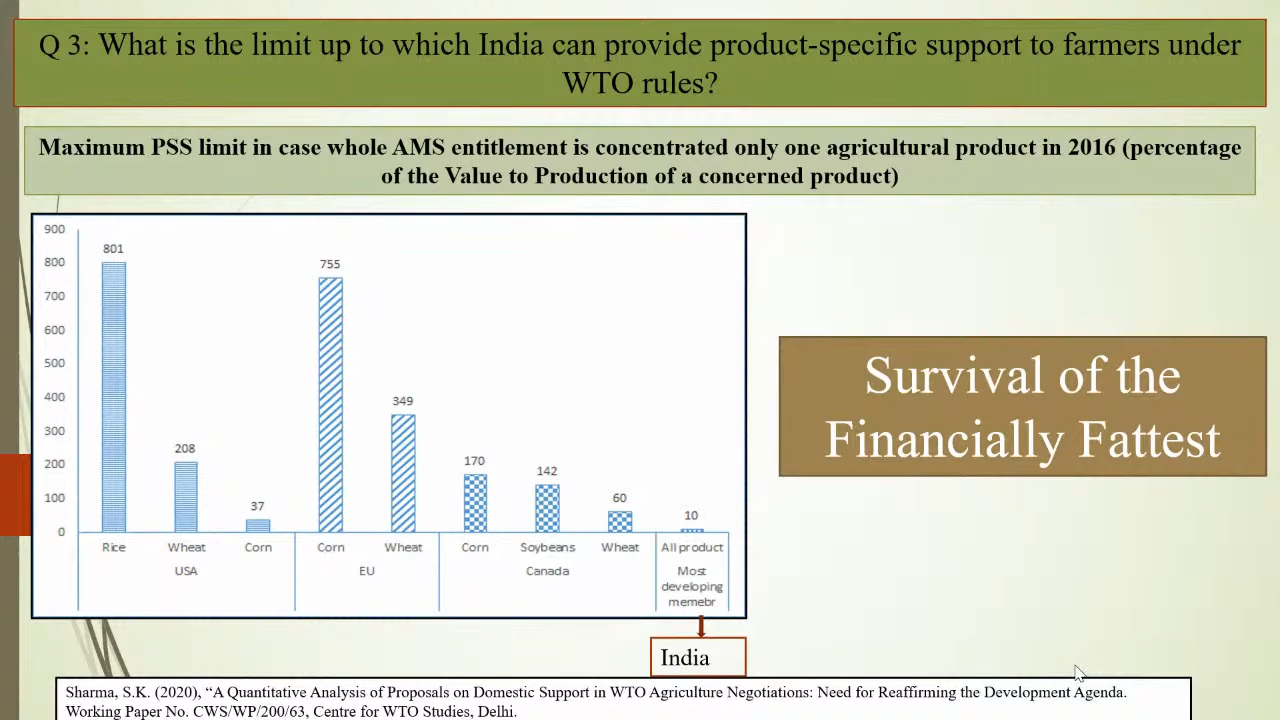 Q 3: What is the limit up to which India can provide product-specific support to farmers under
WTO rules?
Maximum PSS limit in case whole AMS entitlement is concentrated only one agricultural product in 2016 (percentage
of the Value to Production of a concerned product)
900
800
700
600
500
400
300
200
100
0
801
208
37
755
349
170
142
60
10
Rice
Wheat
Corn
Corn
Wheat
Corn
Soybeans
Wheat
All product
USA
EU
Canada
Most
developing
memebr
India
Survival of the
Financially Fattest
Sharma, S.K. (2020), “A Quantitative Analysis of Proposals on Domestic Support in WTO Agriculture Negotiations: Need for Reaffirming the Development Agenda.
Working Paper No. CWS/WP/200/63, Centre for WTO Studies, Delhi.